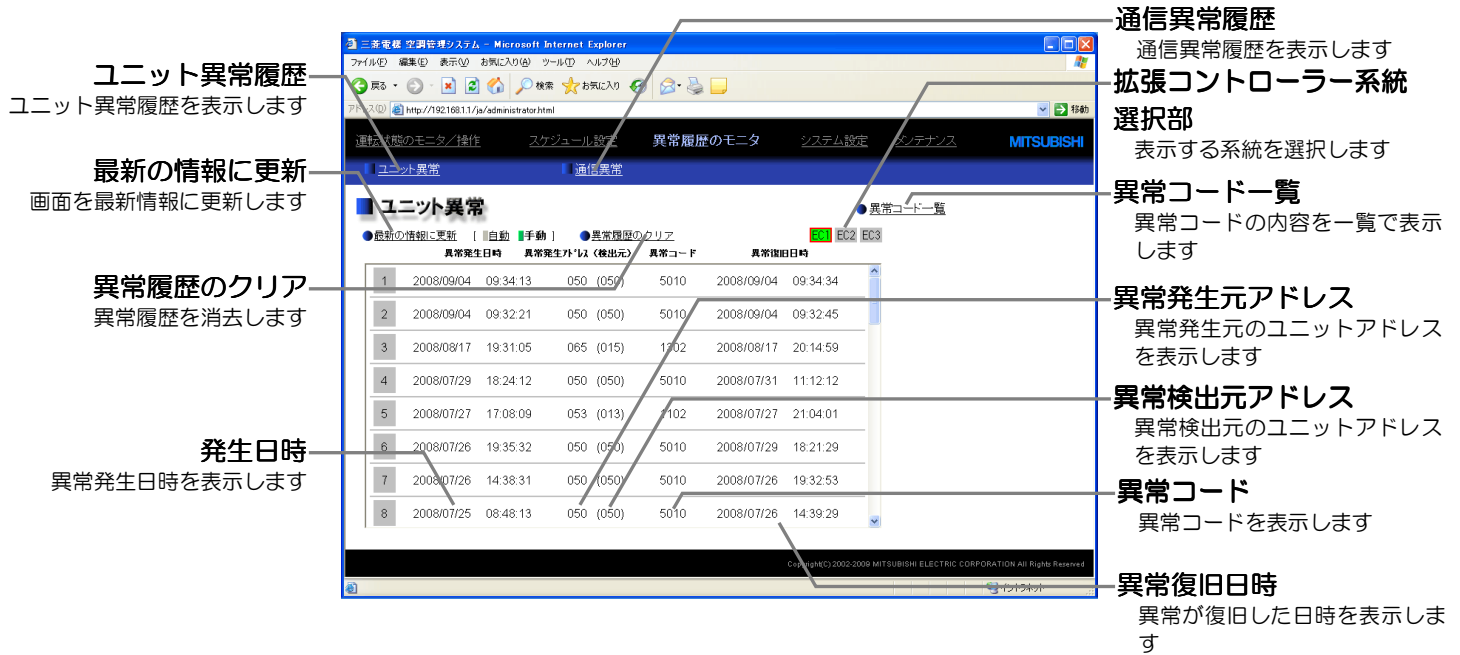 ユニット異常履歴
ユニット異常履歴を表示します
最新の情報に更新
画面を最新情報に更新します
異常履歴のクリア
異常履歴を消去します
発生日時
異常発生日時を表示します
三菱電機 空調管理システム - Microsoft Internet Explorer
ファイル(F) 編集(E) 表示(V) お気に入り(A) ツール(T) ヘルプ(H)
戻る 検索 お気に入り
アドレス(D) http://192.168.1.1/ja/administrator.html 移動
運転状態のモニタ/操作 スケジュール設定 異常履歴のモニタ システム設定 メンテナンス MITSUBISHI
ユニット異常 通信異常
ユニット異常 異常コード一覧
最新の情報に更新 [ 自動 手動 ] 異常履歴のクリア EC1 EC2 EC3
異常発生日時 異常発生ｱﾄﾞﾚｽ (検出元) 異常コード 異常復旧日時
1 2008/09/04 09:34:13 050 (050) 5010 2008/09/04 09:34:34
2 2008/09/04 09:32:21 050 (050) 5010 2008/09/04 09:32:45
3 2008/08/17 19:31:05 065 (015) 1302 2008/08/17 20:14:59
4 2008/07/29 18:24:12 050 (050) 5010 2008/07/31 11:12:12
5 2008/07/27 17:08:09 053 (013) 1102 2008/07/27 21:04:01
6 2008/07/26 19:35:32 050 (050) 5010 2008/07/29 18:21:29
7 2008/07/26 14:38:31 050 (050) 5010 2008/07/26 19:32:53
8 2008/07/25 08:48:13 050 (050) 5010 2008/07/26 14:39:29
Copyright(C) 2002-2009 MITSUBISHI ELECTRIC CORPORATION All Rights Reserved
イントラネット
通信異常履歴
通信異常履歴を表示します
拡張コントローラー系統
選択部
表示する系統を選択します
異常コード一覧
異常コードの内容を一覧で表示
します
異常発生元アドレス
異常発生元のユニットアドレス
を表示します
異常検出元アドレス
異常検出元のユニットアドレス
を表示します
異常コード
異常コードを表示します
異常復旧日時
異常が復旧した日時を表示しま
す